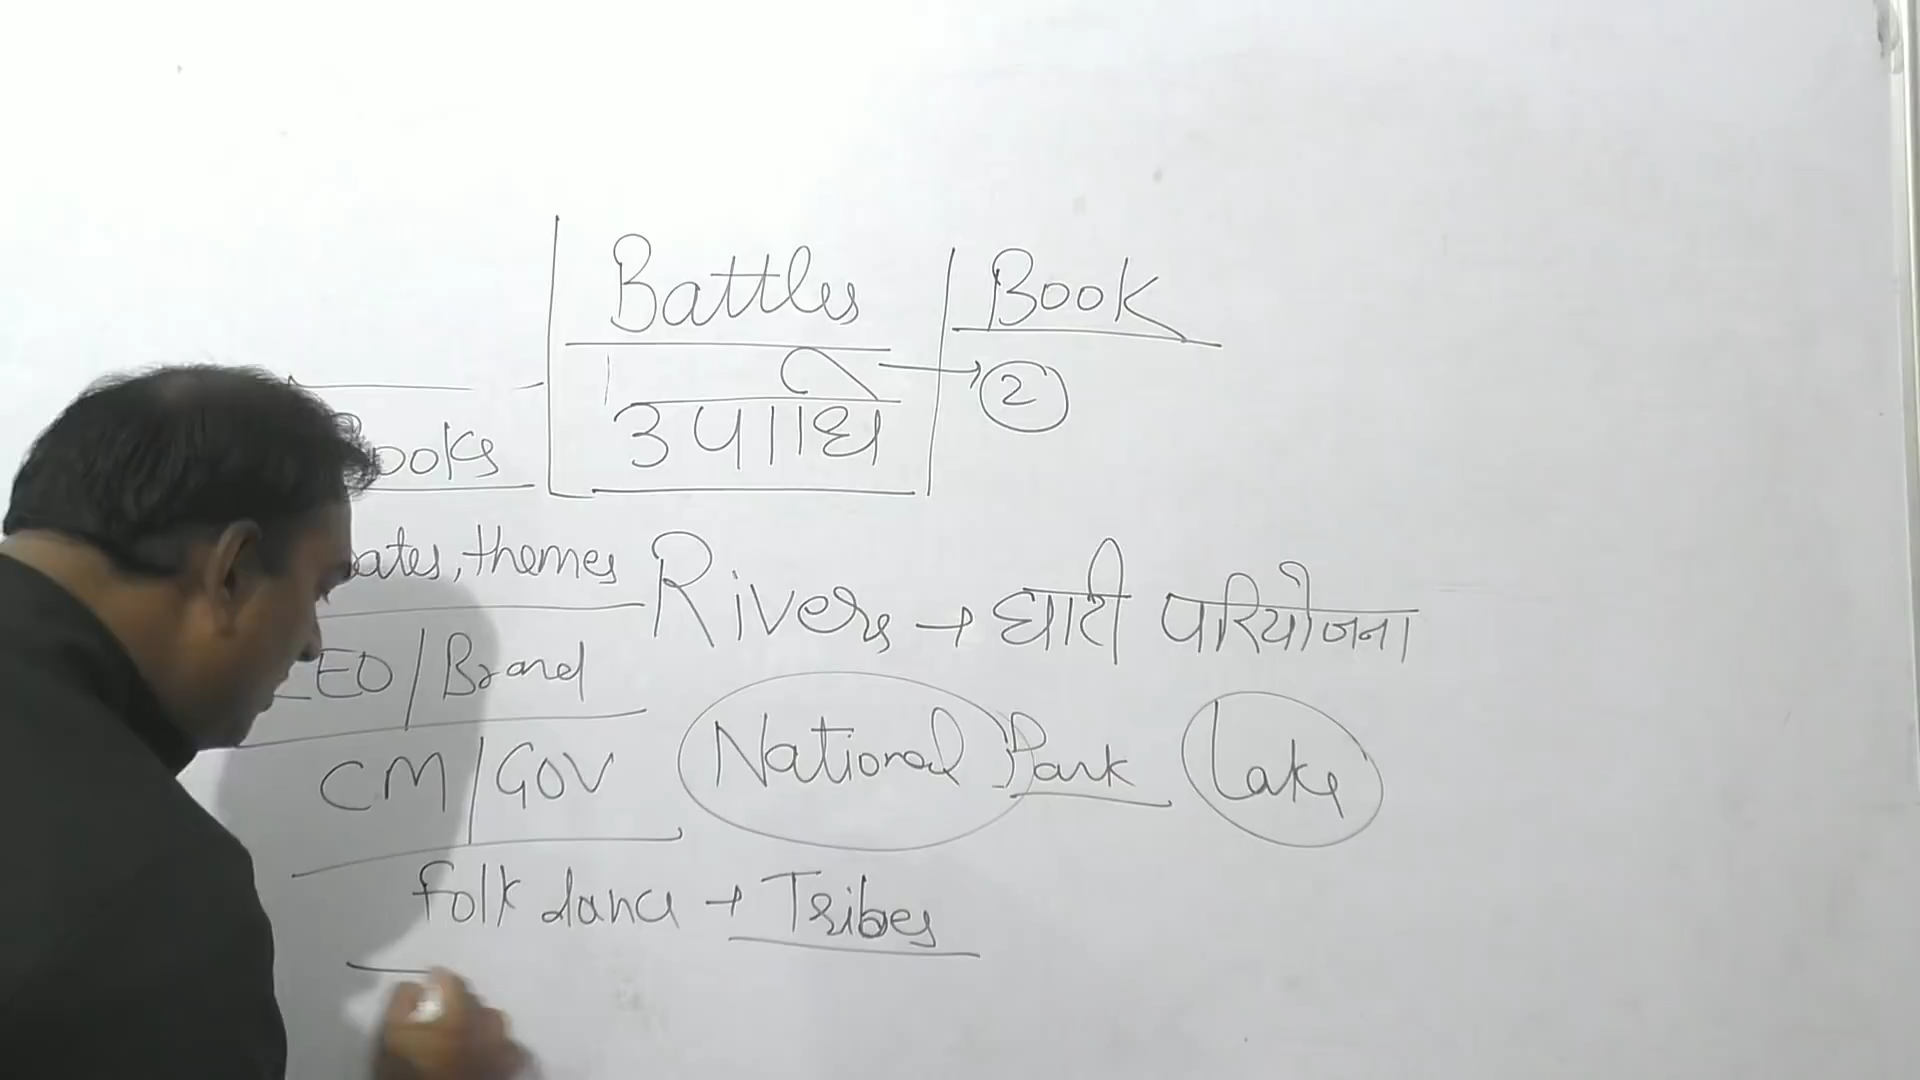 Battles Book
उपाधि 2
ooks
ates, themes Rivers → घाटी परियोजना
EO / Brand
CM / GOV National Park Lake
folk dance → Tribes